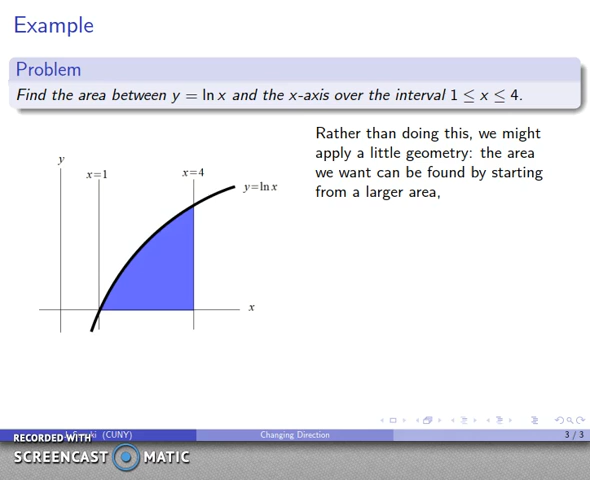 Example
Problem
Find the area between y = ln x and the x-axis over the interval 1 ≤ x ≤ 4.
Rather than doing this, we might
apply a little geometry: the area
we want can be found by starting
from a larger area,
y
x=1
x=4
y=ln x
x
(CUNY)
Changing Direction
3 / 3
RECORDED WITH
SCREENCAST MATIC